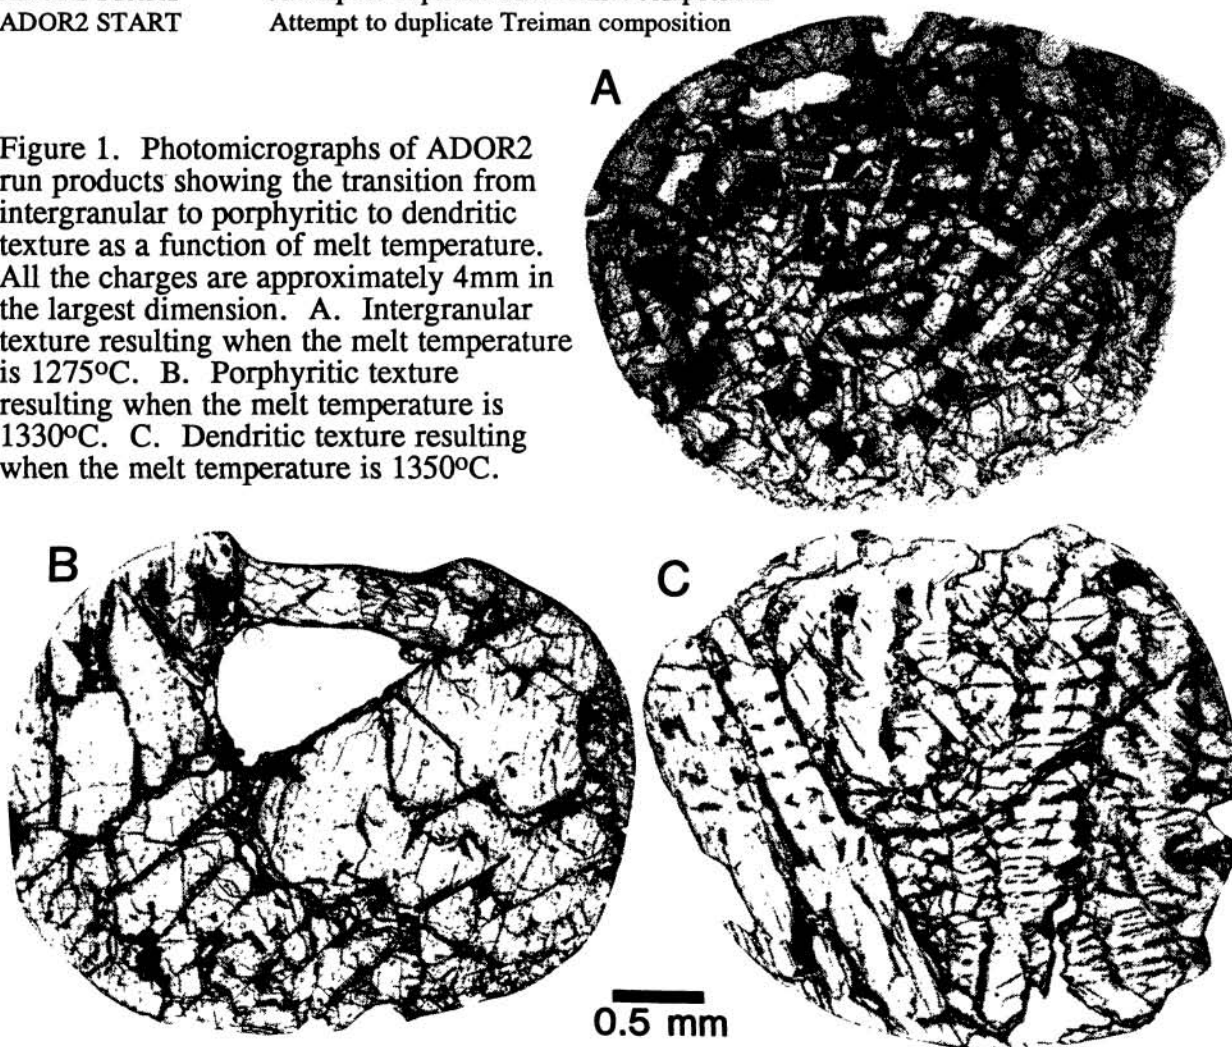 ADOR2 START Attempt to duplicate Treiman composition
A
Figure 1. Photomicrographs of ADOR2
run products showing the transition from
intergranular to porphyritic to dendritic
texture as a function of melt temperature.
All the charges are approximately 4mm in
the largest dimension. A. Intergranular
texture resulting when the melt temperature
is 1275ºC. B. Porphyritic texture
resulting when the melt temperature is
1330ºC. C. Dendritic texture resulting
when the melt temperature is 1350ºC.
B
C
0.5 mm